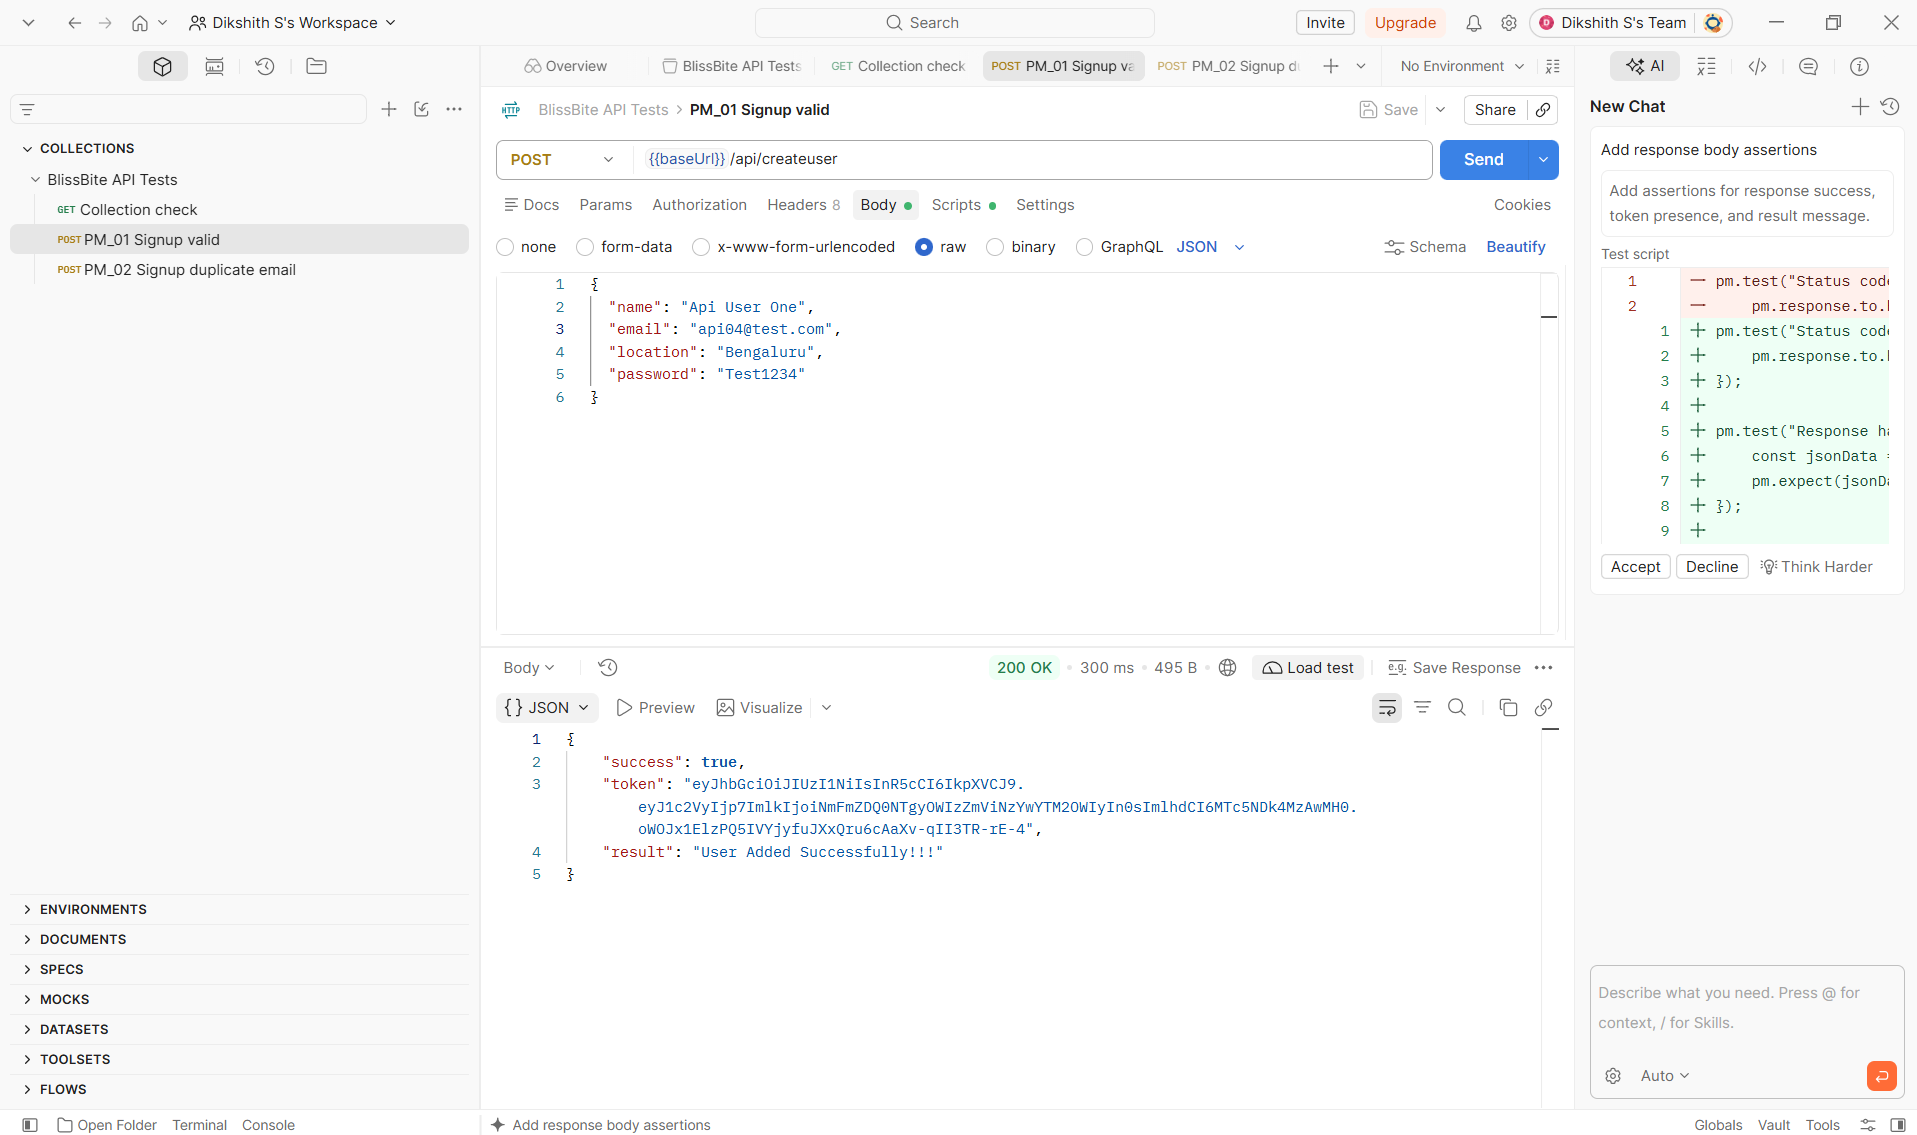 Dikshith S's Workspace
Search
Invite
Upgrade
D
Dikshith S's Team
Overview
BlissBite API Tests
GET Collection check
POST PM_01 Signup va
POST PM_02 Signup d
No Environment
AI
COLLECTIONS
BlissBite API Tests
GET Collection check
POST PM_01 Signup valid
POST PM_02 Signup duplicate email
ENVIRONMENTS
DOCUMENTS
SPECS
MOCKS
DATASETS
TOOLSETS
FLOWS
HTTP
BlissBite API Tests > PM_01 Signup valid
Save
Share
POST
{{baseUrl}} /api/createuser
Send
Docs
Params
Authorization
Headers 8
Body
Scripts
Settings
Cookies
none
form-data
x-www-form-urlencoded
raw
binary
GraphQL
JSON
Schema
Beautify
1 {
2 "name": "Api User One",
3 "email": "api04@test.com",
4 "location": "Bengaluru",
5 "password": "Test1234"
6 }
Body
200 OK
300 ms
495 B
Load test
e.g. Save Response
{} JSON
Preview
Visualize
1 {
2 "success": true,
3 "token": "eyJhbGciOiJIUzI1NiIsInR5cCI6IkpXVCJ9.
eyJ1c2VyIjp7ImlkIjoiNmFmZDQ0NTgyOWIzZmViNzYwYTM2OWIyIn0sImlhdCI6MTc5NDk4MzAwMH0.
oWOJx1ElzPQ5IVYjyfuJXxQru6cAaXv-qII3TR-rE-4",
4 "result": "User Added Successfully!!!"
5 }
New Chat
Add response body assertions
Add assertions for response success,
token presence, and result message.
Test script
1 — pm.test("Status code
2 — pm.response.to.h
1 + pm.test("Status code
2 + pm.response.to.h
3 + });
4 +
5 + pm.test("Response ha
6 + const jsonData =
7 + pm.expect(jsonDa
8 + });
9 +
Accept
Decline
Think Harder
Describe what you need. Press @ for
context, / for Skills.
Auto
Open Folder
Terminal
Console
Add response body assertions
Globals
Vault
Tools